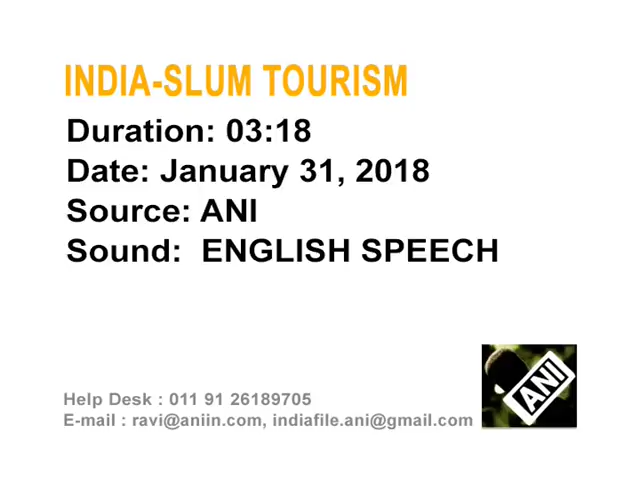 INDIA-SLUM TOURISM
Duration: 03:18
Date: January 31, 2018
Source: ANI
Sound:  ENGLISH SPEECH
Help Desk : 011 91 26189705
E-mail : ravi@aniin.com, indiafile.ani@gmail.com
ANI